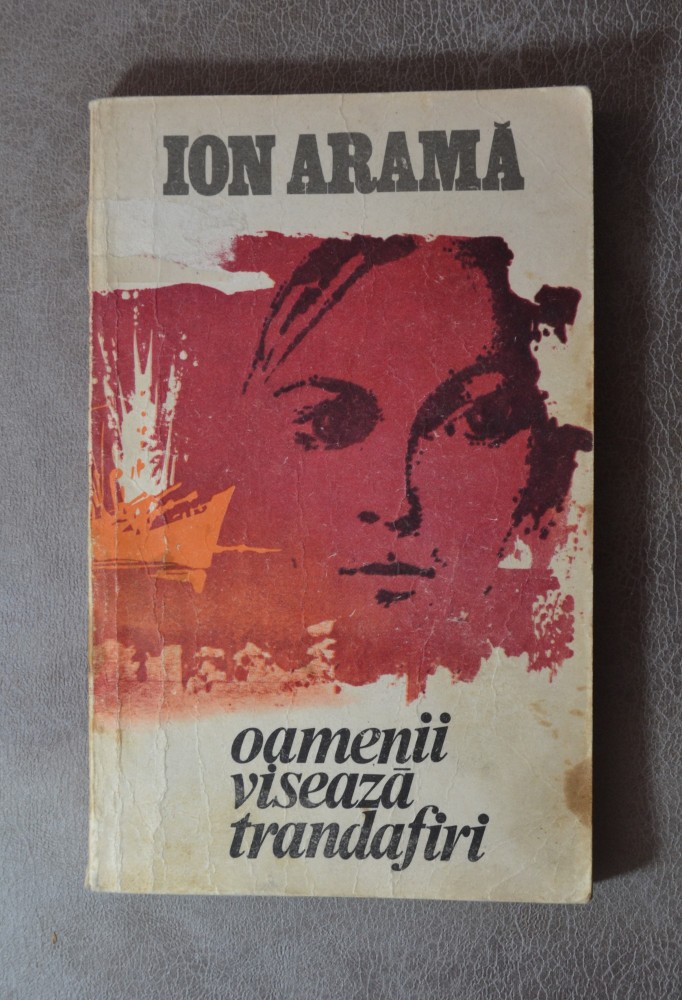 ION ARAMĂ
oamenii
visează
trandafiri